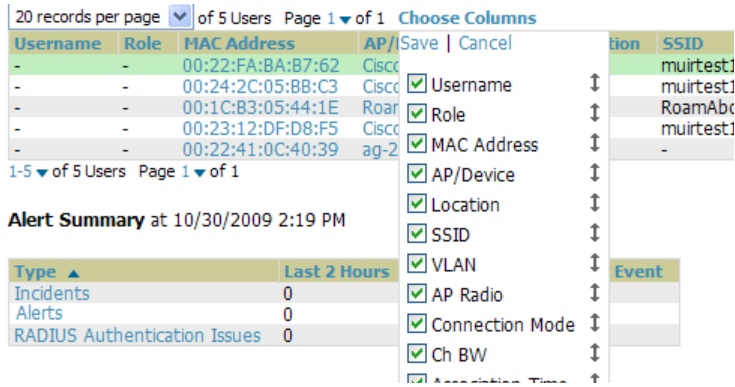 20 records per page of 5 Users Page 1 of 1 Choose Columns
Username Role MAC Address AP/ tion SSID
Save | Cancel
- - 00:22:FA:BA:B7:62 Cisco muirtest1
- - 00:24:2C:05:BB:C3 Cisco muirtest1
- - 00:1C:B3:05:44:1E Roar RoamAbo
- - 00:23:12:DF:D8:F5 Cisco muirtest1
- - 00:22:41:0C:40:39 ag-2 -
1-5 of 5 Users Page 1 of 1
Username
Role
MAC Address
AP/Device
Location
SSID
VLAN
AP Radio
Connection Mode
Ch BW
Association Time
Alert Summary at 10/30/2009 2:19 PM
Type Last 2 Hours Event
Incidents 0
Alerts 0
RADIUS Authentication Issues 0